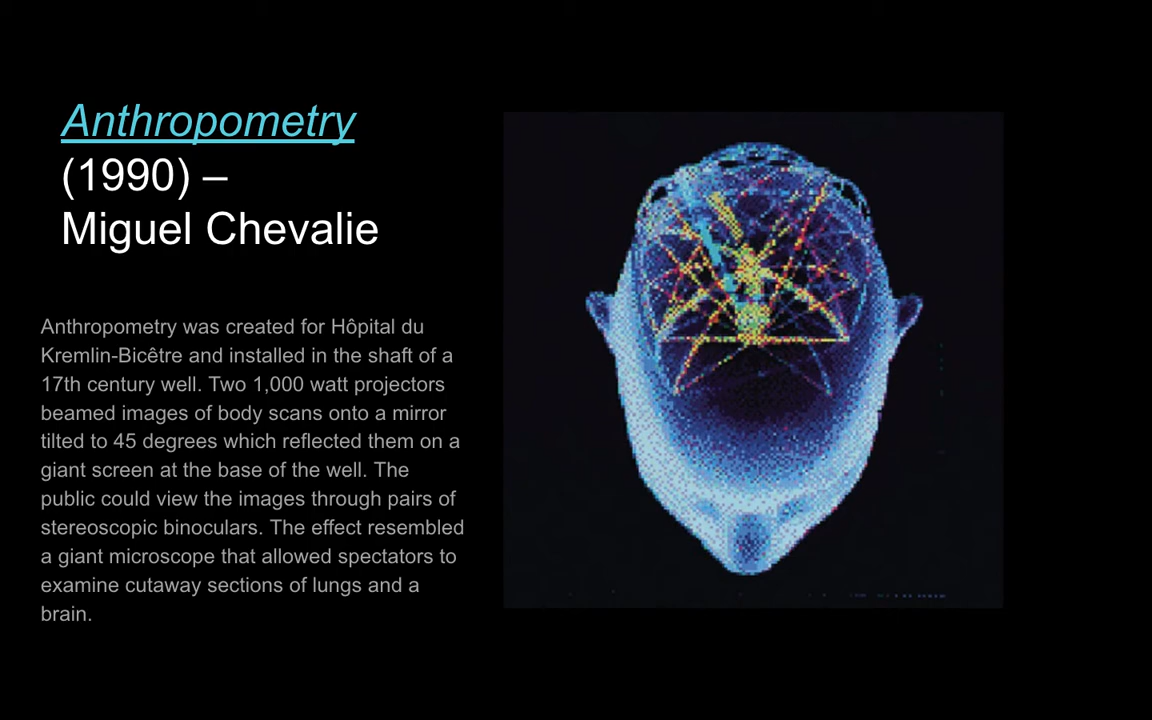 Anthropometry
(1990) –
Miguel Chevalie
Anthropometry was created for Hôpital du
Kremlin-Bicêtre and installed in the shaft of a
17th century well. Two 1,000 watt projectors
beamed images of body scans onto a mirror
tilted to 45 degrees which reflected them on a
giant screen at the base of the well. The
public could view the images through pairs of
stereoscopic binoculars. The effect resembled
a giant microscope that allowed spectators to
examine cutaway sections of lungs and a
brain.